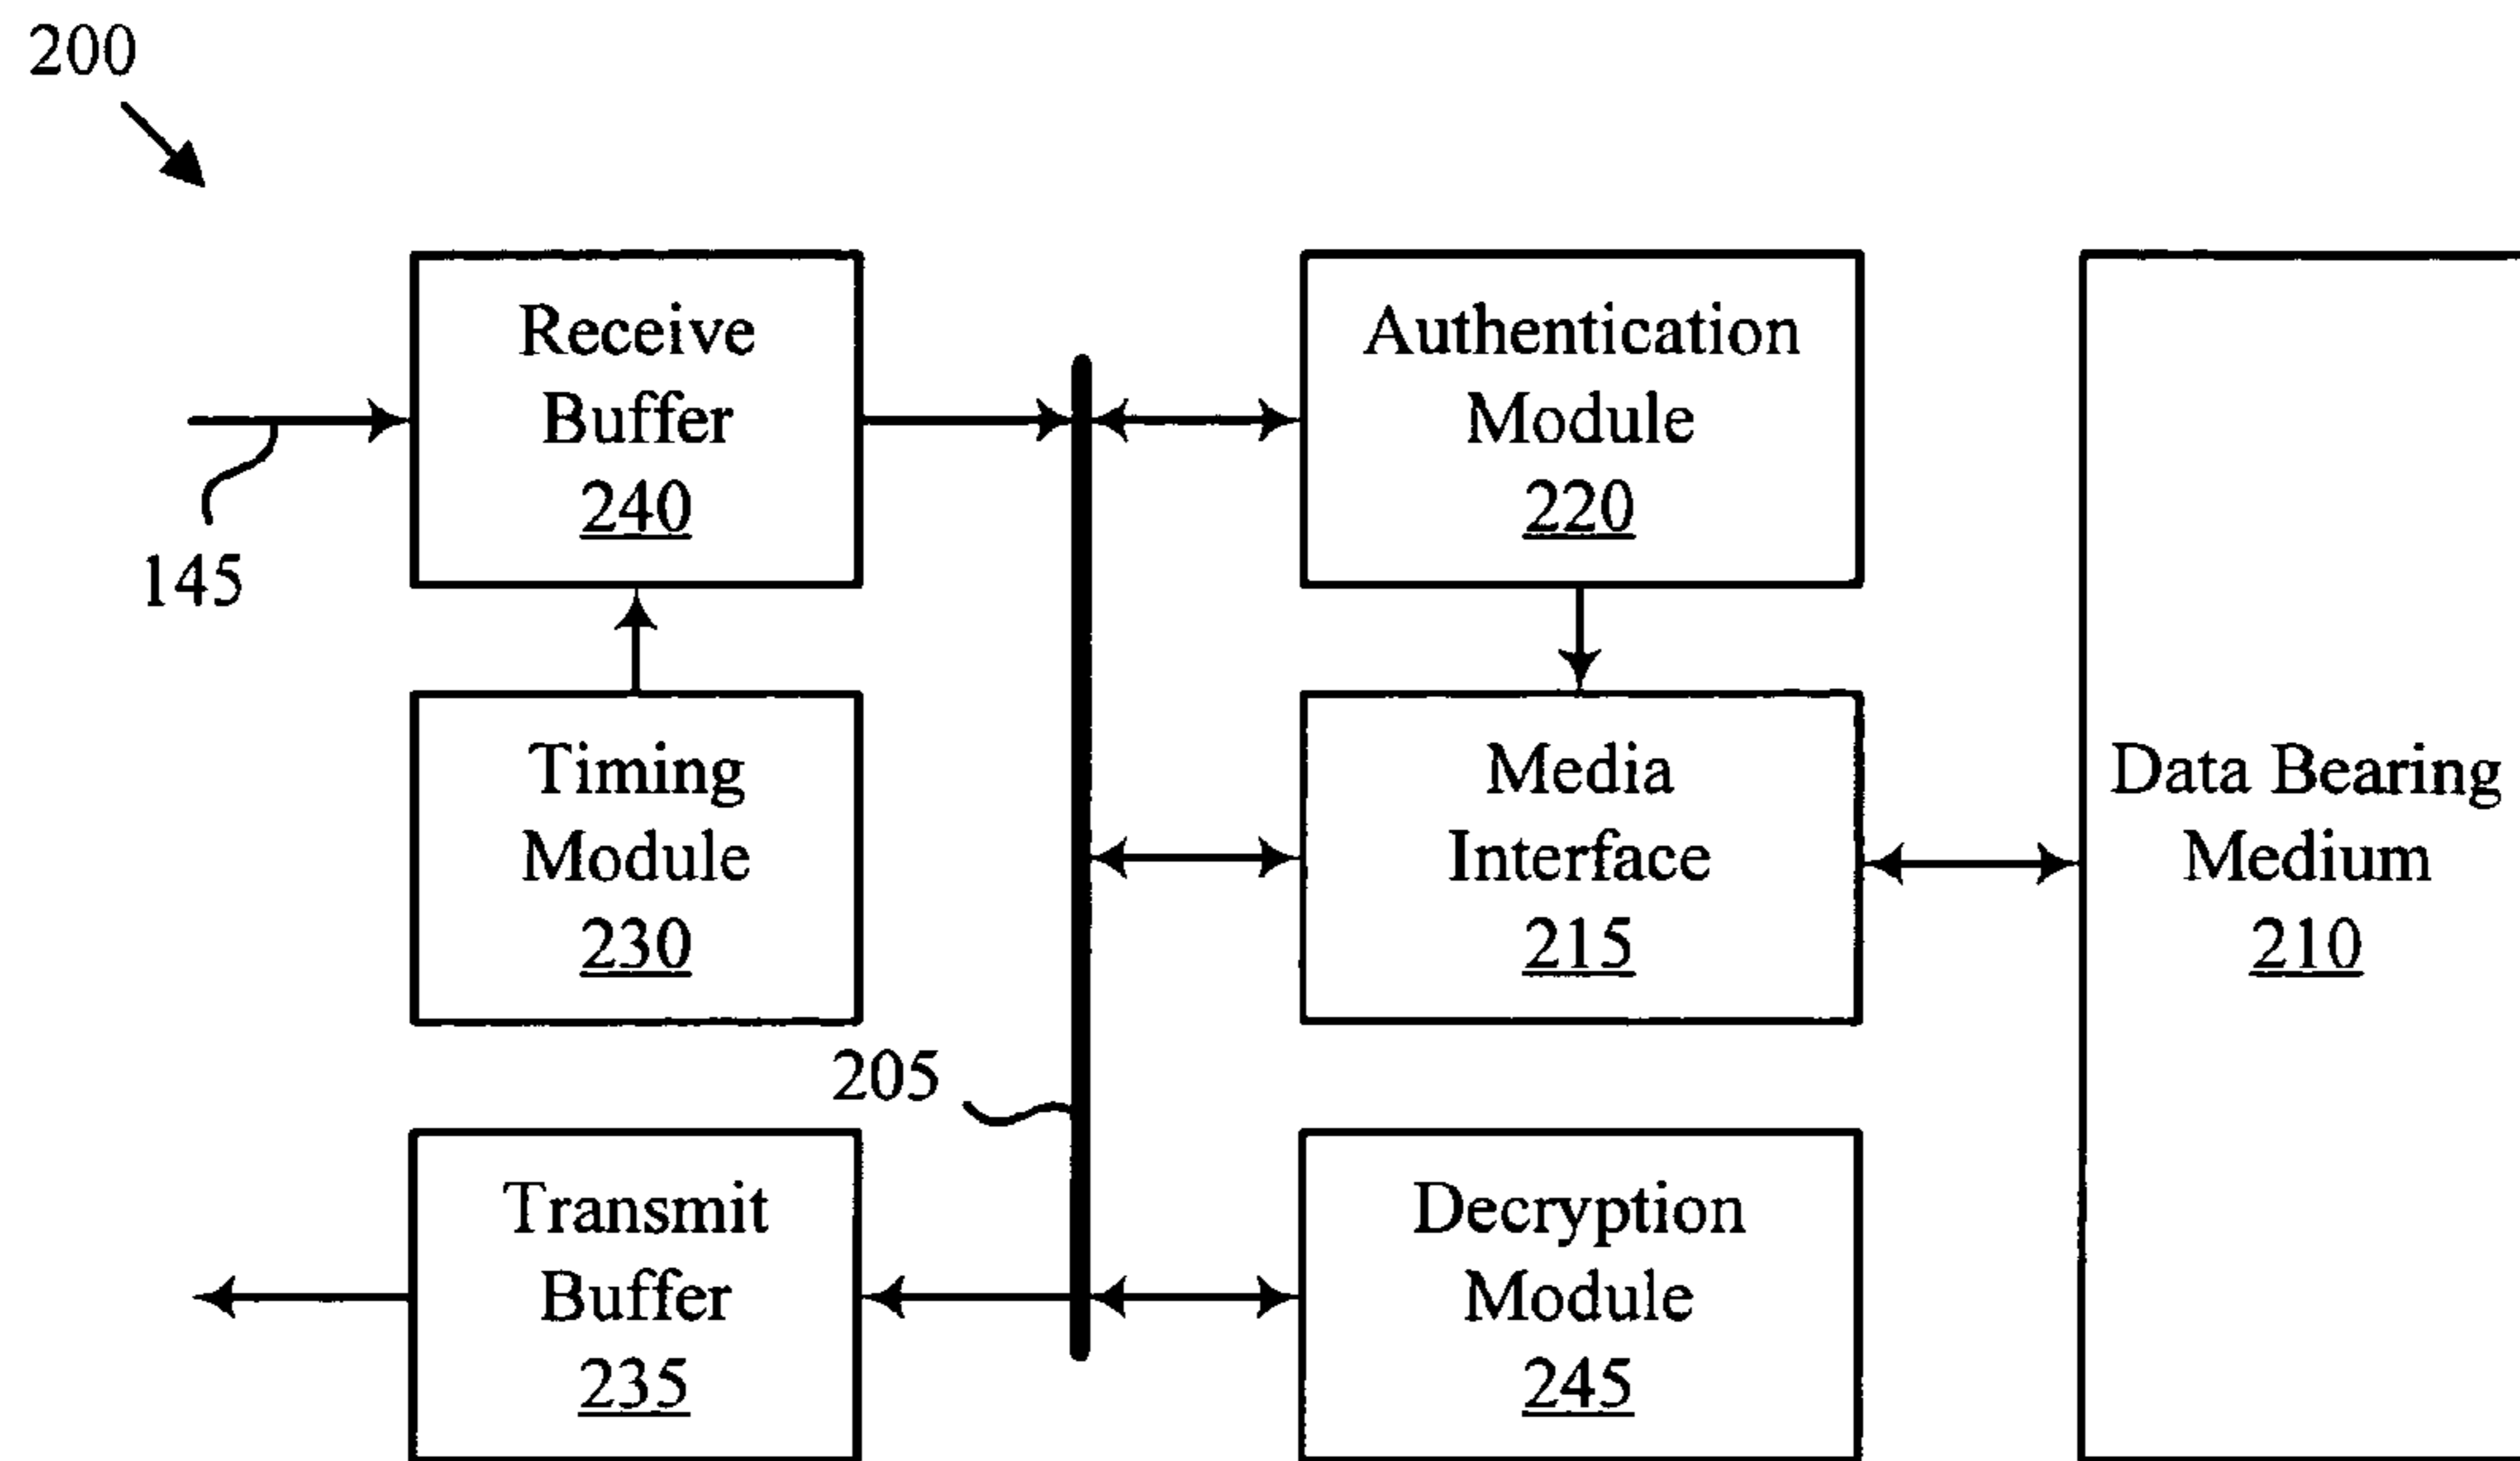 200
Receive
Buffer
240
Authentication
Module
220
145
Timing
Module
230
Media
Interface
215
Data Bearing
Medium
210
205
Transmit
Buffer
235
Decryption
Module
245